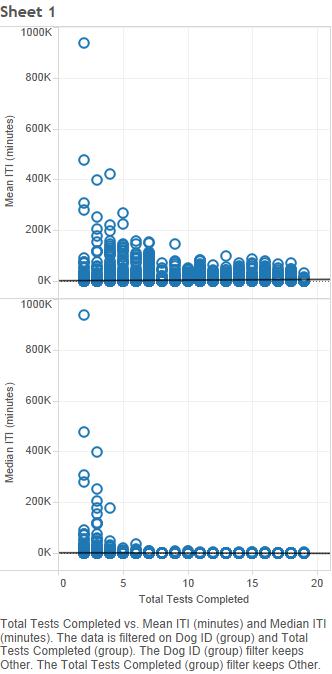 Sheet 1
1000K
800K
600K
400K
200K
0K
Mean ITI (minutes)
1000K
800K
600K
400K
200K
0K
Median ITI (minutes)
0 5 10 15 20
Total Tests Completed
Total Tests Completed vs. Mean ITI (minutes) and Median ITI
(minutes). The data is filtered on Dog ID (group) and Total
Tests Completed (group). The Dog ID (group) filter keeps
Other. The Total Tests Completed (group) filter keeps Other.